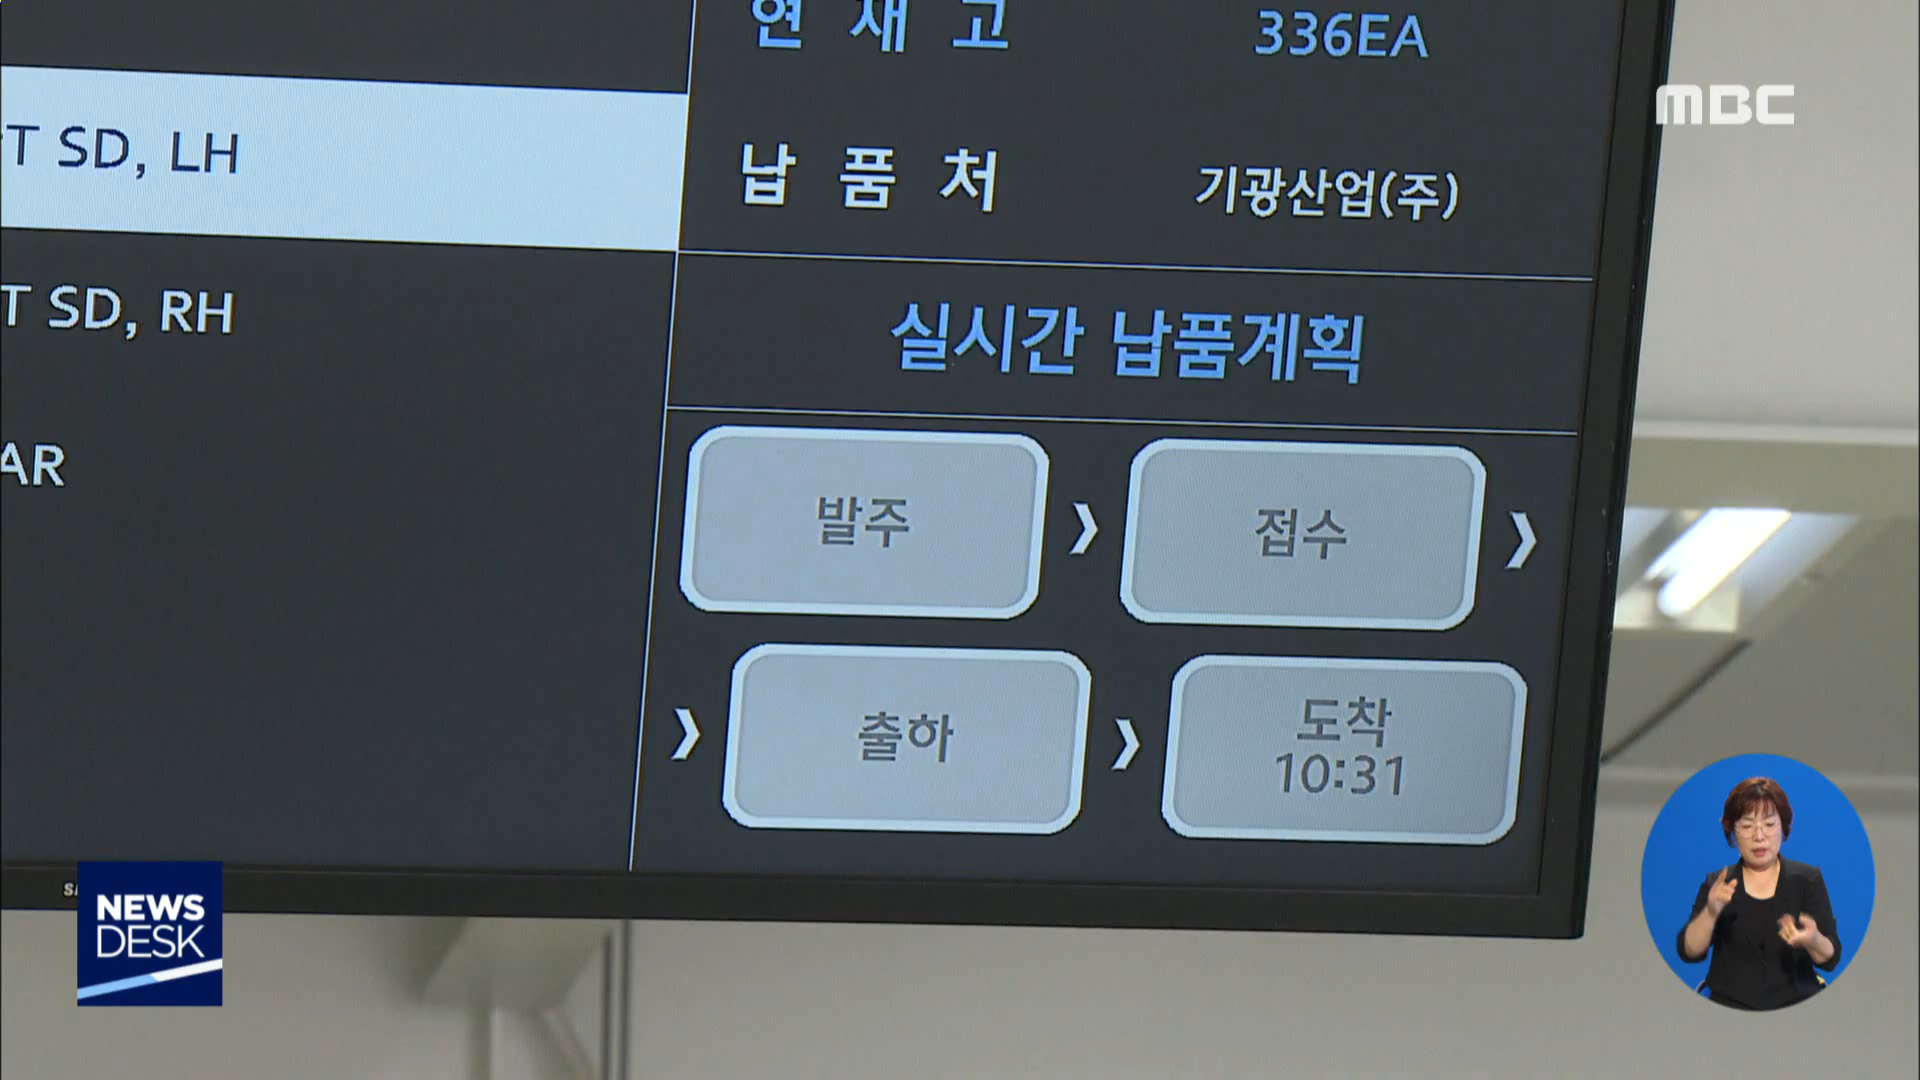 현재고 336EA
MBC
T SD, LH
납품처 기광산업(주)
T SD, RH
실시간 납품계획
AR
발주 › 접수 ›
› 출하 › 도착
10:31
NEWS
DESK